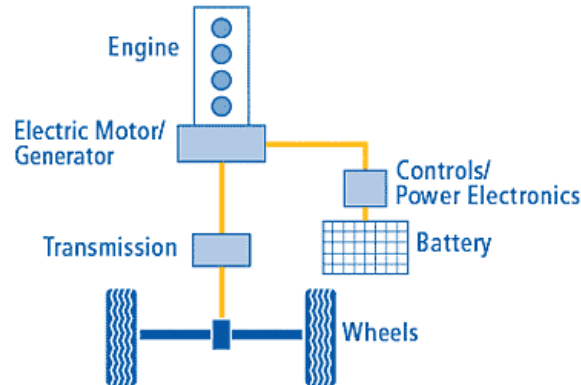 Engine
Electric Motor/
Generator
Controls/
Power Electronics
Transmission
Battery
Wheels